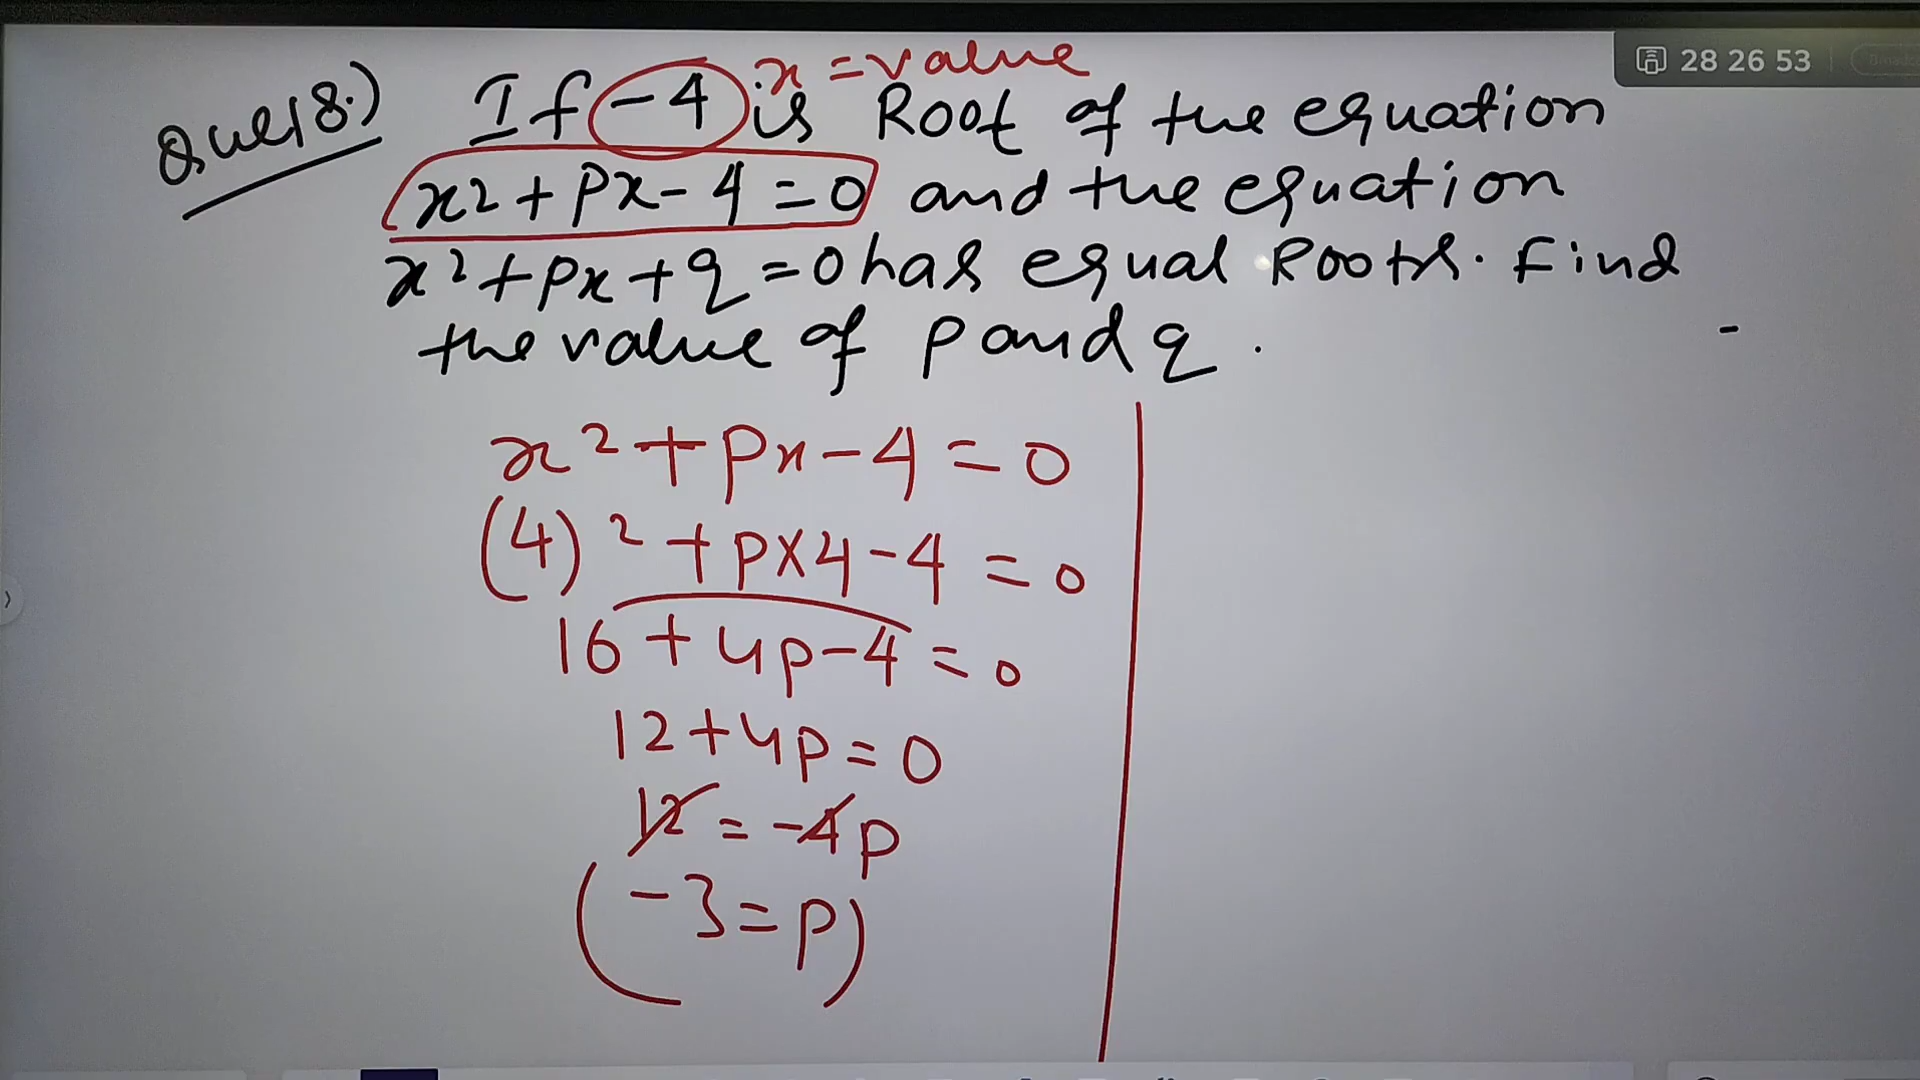 28 26 53
x = value
Que18.) If -4 is Root of the equation
x2+px-4=0 and the equation
x²+px+q=0 has equal Roots. Find
the value of p and q.
x²+px-4=0
(4)²+px4-4=0
16+4p-4=0
12+4p=0
12=-4p
(-3=p)